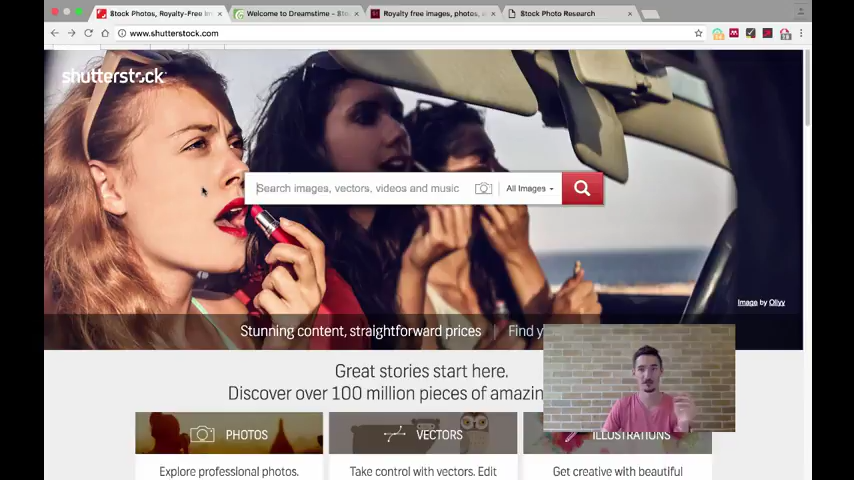 Stock Photos, Royalty-Free Im
Welcome to Dreamstime - Sto
Royalty free images, photos, a
Stock Photo Research
www.shutterstock.com
shutterstock
Search images, vectors, videos and music
All Images
Image by Olivy
Stunning content, straightforward prices | Find y
Great stories start here.
Discover over 100 million pieces of amazin
PHOTOS
VECTORS
ILLUSTRATIONS
Explore professional photos.
Take control with vectors. Edit
Get creative with beautiful